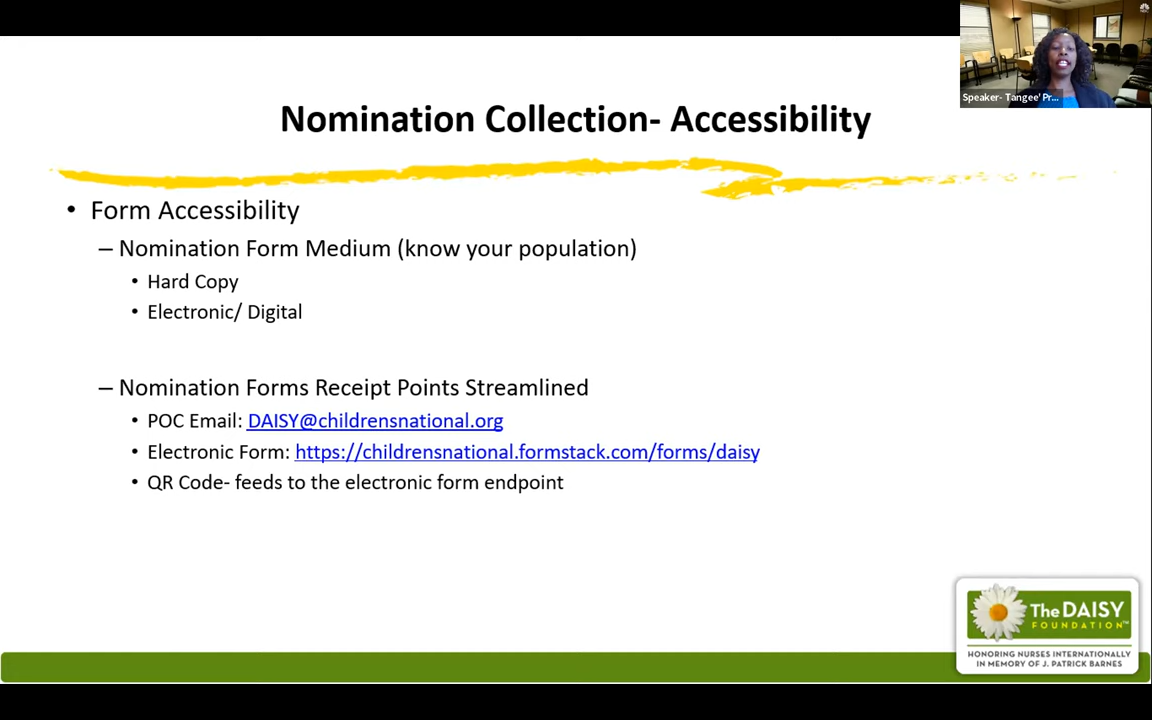 Speaker- Tangee' Pr...
Nomination Collection- Accessibility
• Form Accessibility
– Nomination Form Medium (know your population)
• Hard Copy
• Electronic/ Digital
– Nomination Forms Receipt Points Streamlined
• POC Email: DAISY@childrensnational.org
• Electronic Form: https://childrensnational.formstack.com/forms/daisy
• QR Code- feeds to the electronic form endpoint
The DAISY
FOUNDATION™
HONORING NURSES INTERNATIONALLY
IN MEMORY OF J. PATRICK BARNES